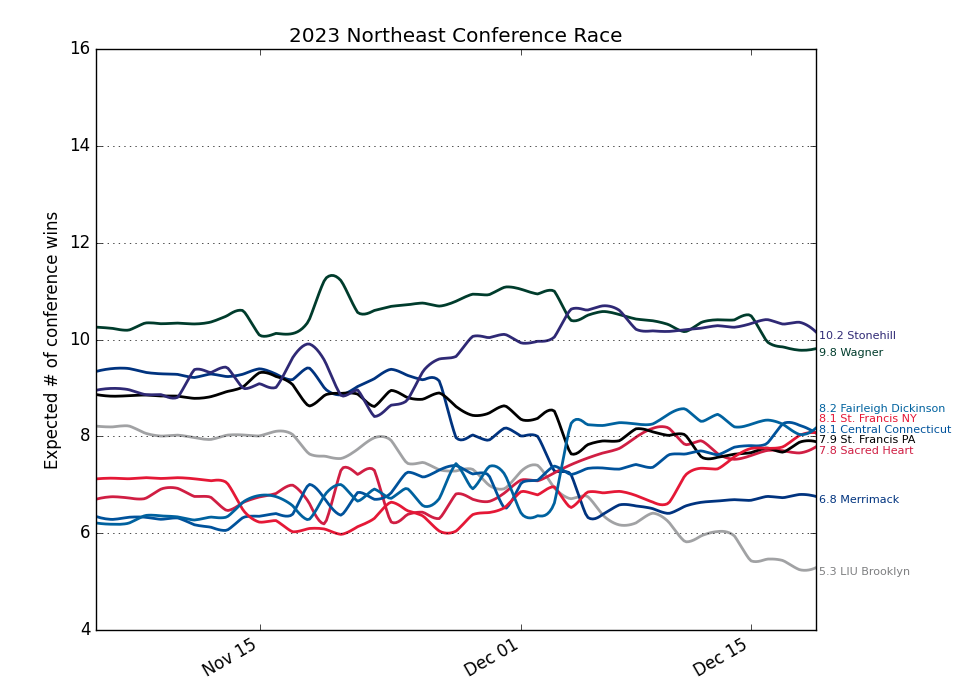 2023 Northeast Conference Race
Expected # of conference wins
16
14
12
10
8
6
4
Nov 15
Dec 01
Dec 15
10.2 Stonehill
9.8 Wagner
8.2 Fairleigh Dickinson
8.1 St. Francis NY
8.1 Central Connecticut
7.9 St. Francis PA
7.8 Sacred Heart
6.8 Merrimack
5.3 LIU Brooklyn